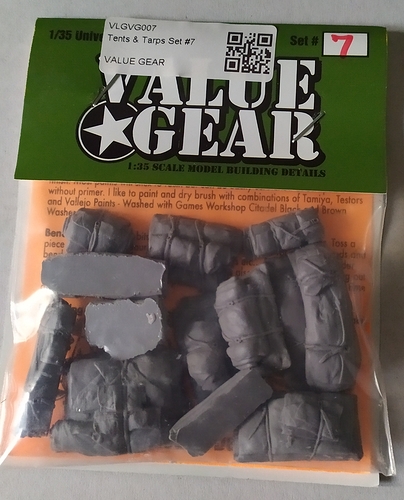 VLGVG007
Tents & Tarps Set #7
VALUE GEAR
1/35 Set # 7
VALUE
GEAR
1:35 SCALE MODEL BUILDING DETAILS
without primer. I like to paint and dry brush with combinations of Tamiya, Testors
and Vallejo Paints - Washed with Games Workshop Citadel Black and Brown
Washes
piece